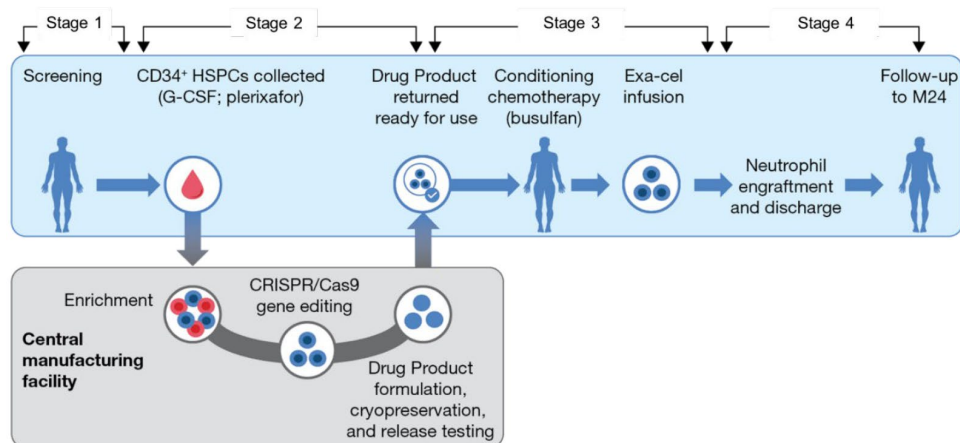 Stage 1
Stage 2
Stage 3
Stage 4
Screening
CD34⁺ HSPCs collected
(G-CSF; plerixafor)
Drug Product
returned
ready for use
Conditioning
chemotherapy
(busulfan)
Exa-cel
infusion
Neutrophil
engraftment
and discharge
Follow-up
to M24
Enrichment
CRISPR/Cas9
gene editing
Central
manufacturing
facility
Drug Product
formulation,
cryopreservation,
and release testing